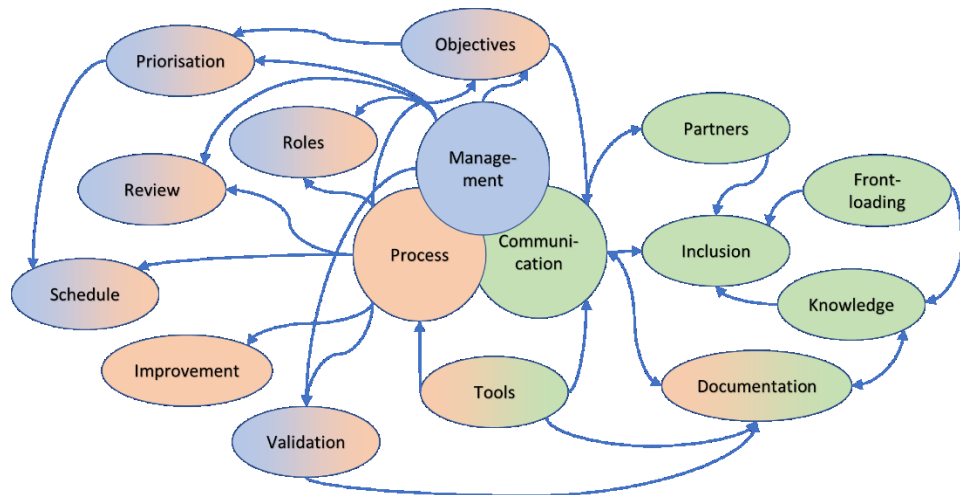 Objectives
Priorisation
Partners
Roles
Manage-
ment
Front-
loading
Review
Process
Communi-
cation
Inclusion
Schedule
Knowledge
Improvement
Tools
Documentation
Validation